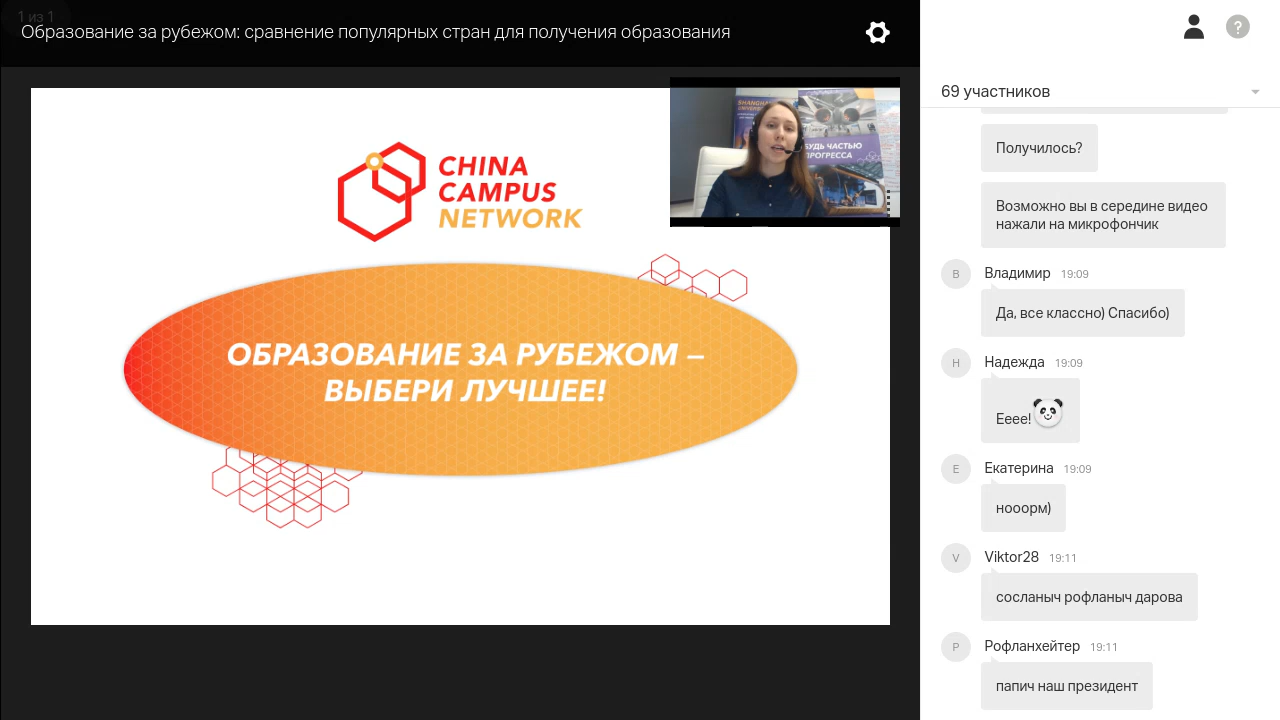 1 из 1
Образование за рубежом: сравнение популярных стран для получения образования
CHINA
CAMPUS
NETWORK
ОБРАЗОВАНИЕ ЗА РУБЕЖОМ –
ВЫБЕРИ ЛУЧШЕЕ!
SHANGHAI
БУДЬ ЧАСТЬЮ
ПРОГРЕССА
?
69 участников
Получилось?
Возможно вы в середине видео
нажали на микрофончик
В
Владимир 19:09
Да, все классно) Спасибо)
Н
Надежда 19:09
Ееее!
Е
Екатерина 19:09
нооорм)
V
Viktor28 19:11
сосланыч рофланыч дарова
Р
Рофланхейтер 19:11
папич наш президент